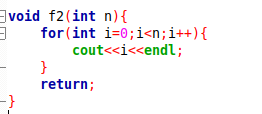 void f2(int n){
    for(int i=0;i<n;i++){
        cout<<i<<endl;
    }
    return;
}